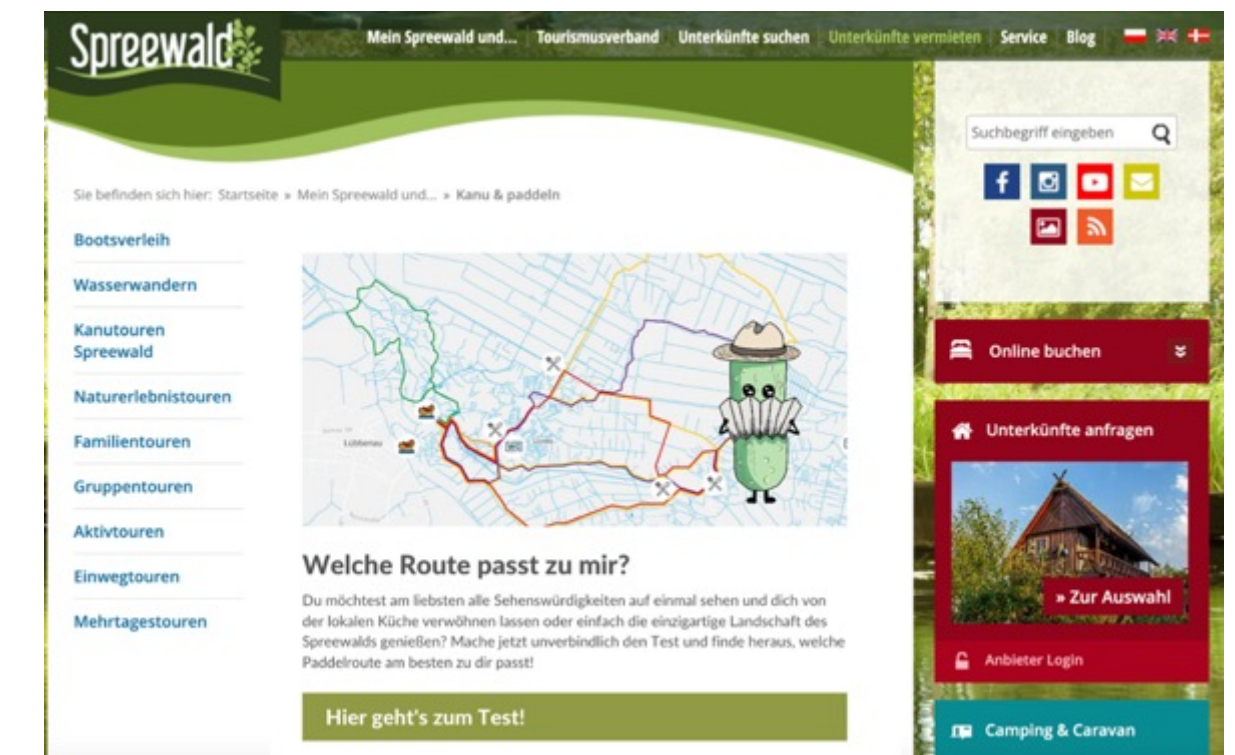 Spreewald
Mein Spreewald und... Tourismusverband Unterkünfte suchen Unterkünfte vermieten Service Blog
Suchbegriff eingeben
Sie befinden sich hier: Startseite » Mein Spreewald und... » Kanu & paddeln
Bootsverleih
Wasserwandern
Kanutouren
Spreewald
Naturerlebnistouren
Familientouren
Gruppentouren
Aktivtouren
Einwegtouren
Mehrtagestouren
Lübbenau
Welche Route passt zu mir?
Du möchtest am liebsten alle Sehenswürdigkeiten auf einmal sehen und dich von
der lokalen Küche verwöhnen lassen oder einfach die einzigartige Landschaft des
Spreewalds genießen? Mache jetzt unverbindlich den Test und finde heraus, welche
Paddelroute am besten zu dir passt!
Hier geht's zum Test!
Online buchen
Unterkünfte anfragen
» Zur Auswahl
Anbieter Login
Camping & Caravan